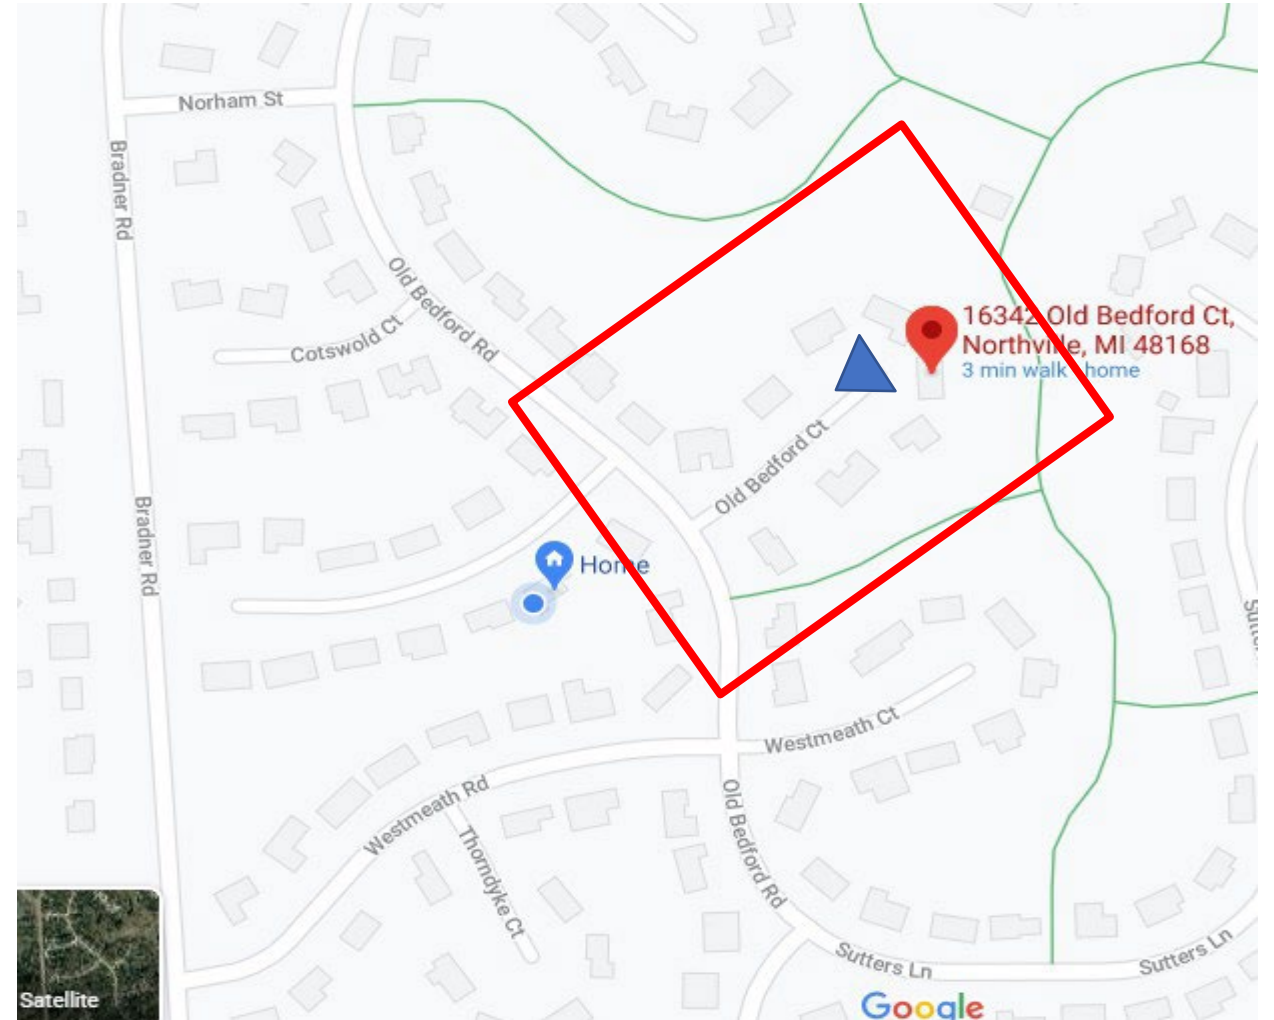 Norham St
Bradner Rd
Old Bedford Rd
Cotswold Ct
16342 Old Bedford Ct,
Northville, MI 48168
3 min walk home
Old Bedford Ct
Bradner Rd
Home
Westmeath Ct
Westmeath Rd
Old Bedford Rd
Thorndyke Ct
Sutters Ln
Sutters Ln
Satellite
Google